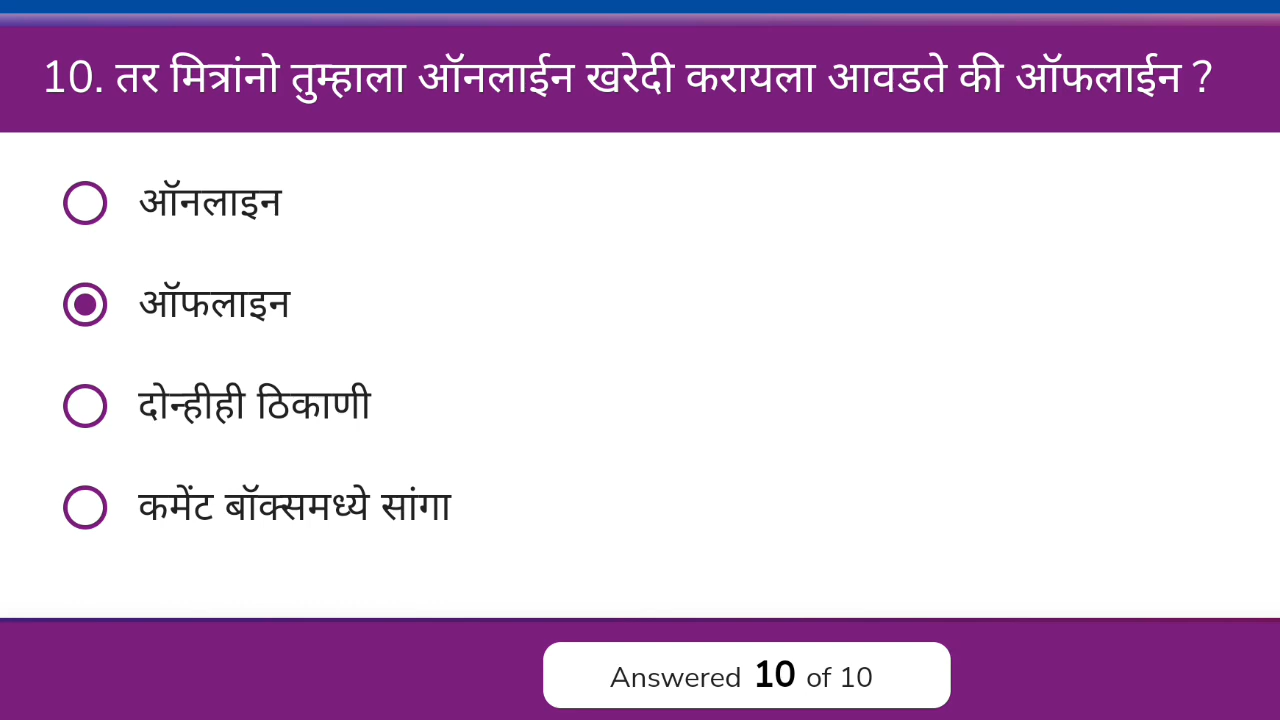 10. तर मित्रांनो तुम्हाला ऑनलाईन खरेदी करायला आवडते की ऑफलाईन ?
ऑनलाइन
ऑफलाइन
दोन्हीही ठिकाणी
कमेंट बॉक्समध्ये सांगा
Answered 10 of 10